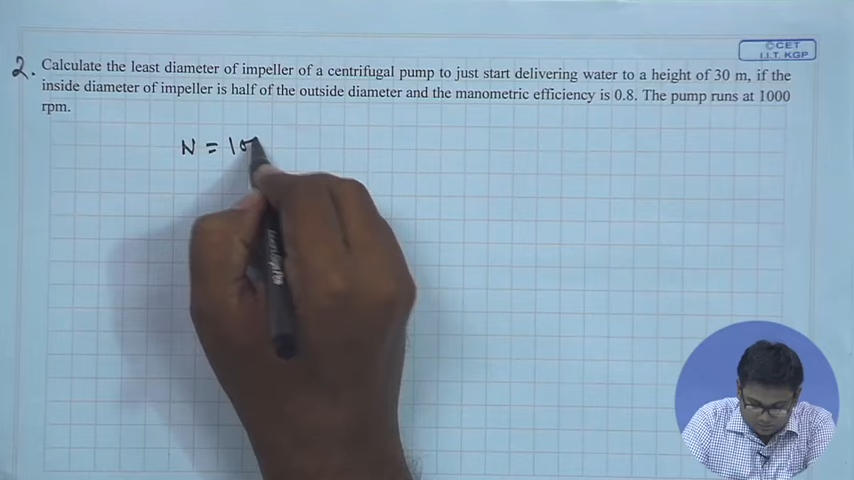 ©CET
I.I.T. KGP
2. Calculate the least diameter of impeller of a centrifugal pump to just start delivering water to a height of 30 m, if the
inside diameter of impeller is half of the outside diameter and the manometric efficiency is 0.8. The pump runs at 1000
rpm.
N = 10